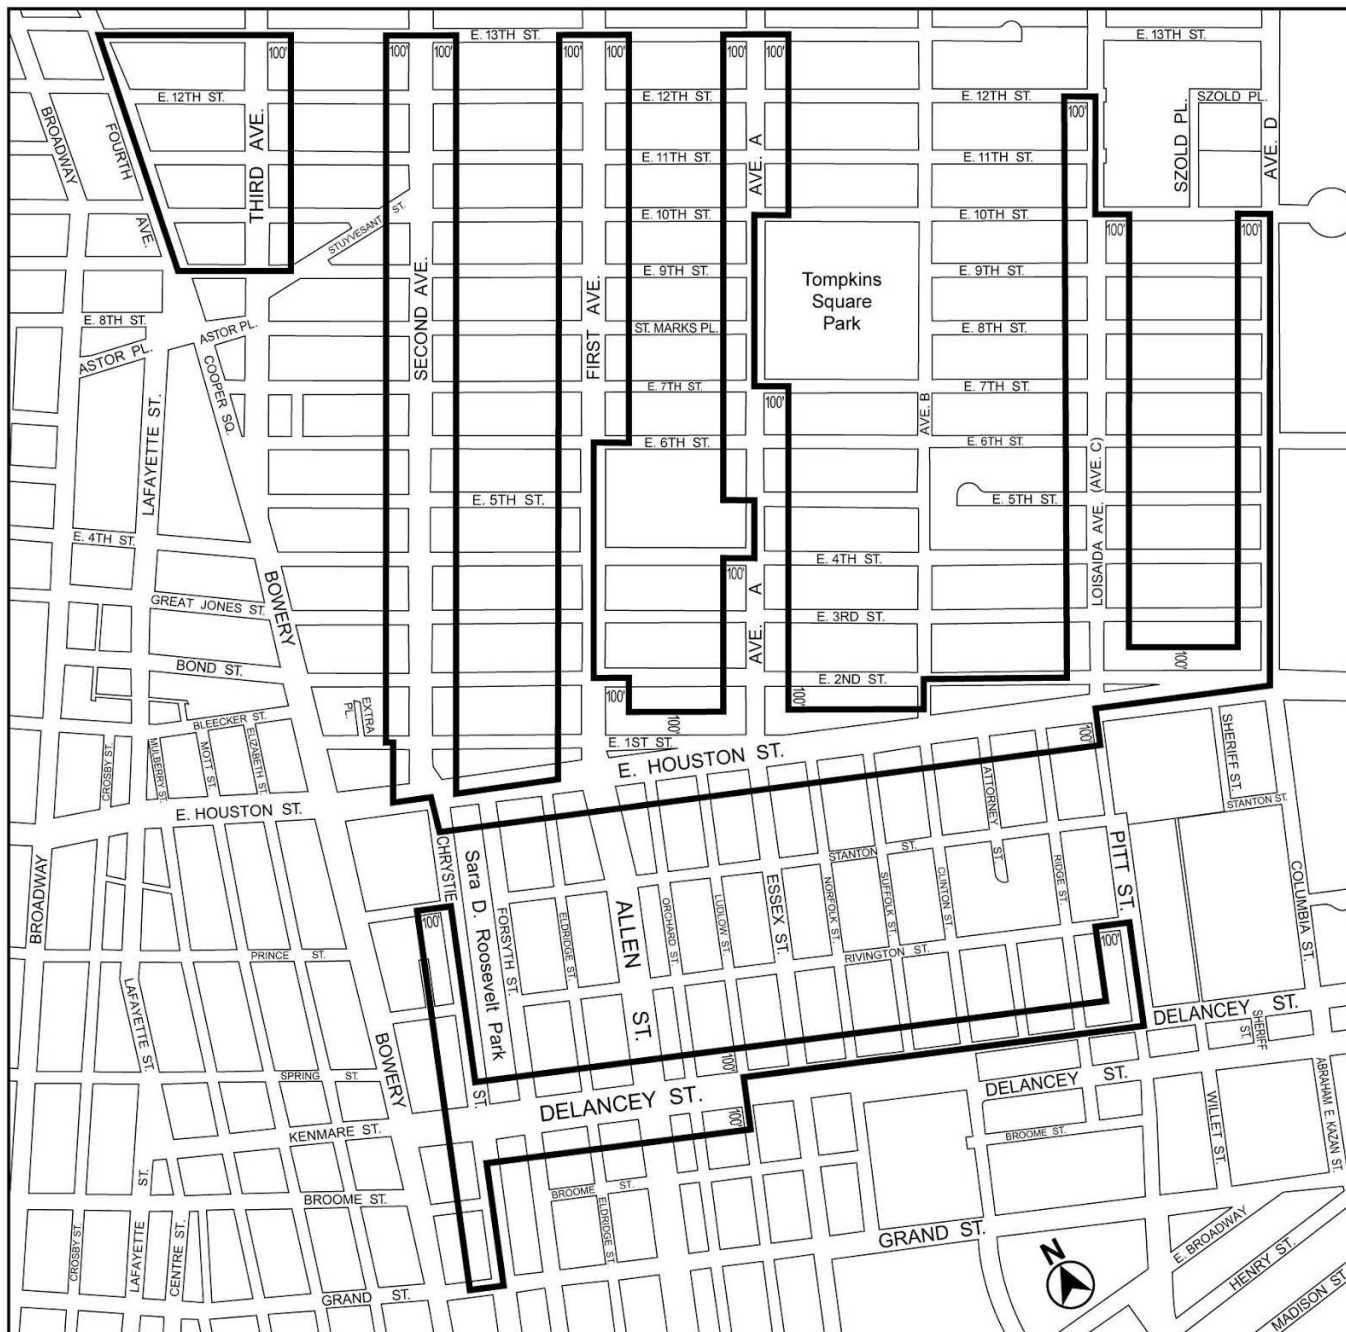 E. 13TH ST.
E. 13TH ST.
100'
100'
100'
100'
100'
100'
100'
E. 12TH ST.
E. 12TH ST.
E. 12TH ST.
SZOLD PL.
100'
BROADWAY
FOURTH
AVE.
THIRD AVE.
E. 11TH ST.
E. 11TH ST.
AVE. A
SZOLD PL.
AVE. D
STUYVESANT ST.
E. 10TH ST.
E. 10TH ST.
100'
100'
E. 9TH ST.
E. 9TH ST.
Tompkins
Square
Park
SECOND AVE.
FIRST AVE.
E. 8TH ST.
ASTOR PL.
ASTOR PL.
ST. MARKS PL.
E. 8TH ST.
COOPER SQ.
LAFAYETTE ST.
E. 7TH ST.
E. 7TH ST.
100'
AVE. B
E. 6TH ST.
E. 6TH ST.
LOISAIDA AVE. (AVE. C)
E. 5TH ST.
E. 5TH ST.
E. 4TH ST.
E. 4TH ST.
100'
GREAT JONES ST.
BOWERY
AVE. A
E. 3RD ST.
BOND ST.
100'
E. 2ND ST.
100'
100'
100'
EXTRA
PL.
BLEECKER ST.
CROSBY ST.
MULBERRY ST.
MOTT ST.
ELIZABETH ST.
E. 1ST ST.
E. HOUSTON ST.
100'
SHERIFF ST.
E. HOUSTON ST.
ATTORNEY
ST.
STANTON ST.
STANTON ST.
BROADWAY
CHRYSTIE
ST.
Sara D. Roosevelt Park
FORSYTH ST.
ELDRIDGE ST.
ALLEN ST.
ORCHARD ST.
LUDLOW ST.
ESSEX ST.
NORFOLK ST.
SUFFOLK ST.
CLINTON ST.
RIDGE ST.
PITT ST.
COLUMBIA ST.
100'
100'
PRINCE ST.
RIVINGTON ST.
LAFAYETTE ST.
BOWERY
DELANCEY ST.
SHERIFF
ST.
100'
SPRING ST.
DELANCEY ST.
DELANCEY ST.
100'
KENMARE ST.
BROOME ST.
WILLET ST.
ABRAHAM E. KAZAN ST.
BROOME ST.
BROOME ST.
ELDRIDGE ST.
ST.
LAFAYETTE
CROSBY ST.
CENTRE ST.
GRAND ST.
GRAND ST.
E. BROADWAY
HENRY ST.
MADISON ST.
N